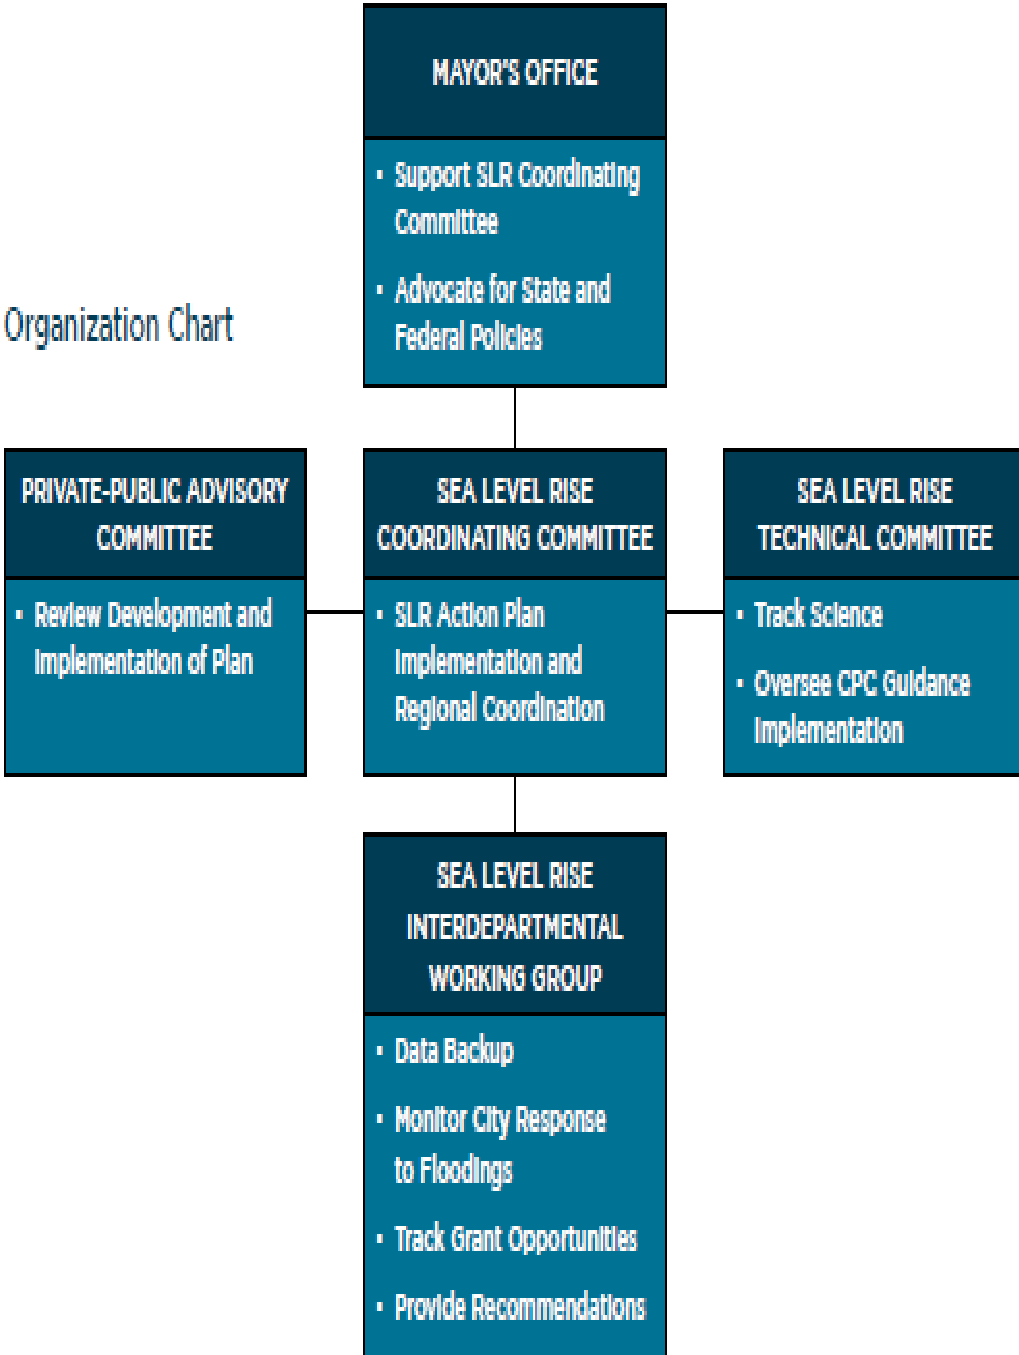 MAYOR'S OFFICE
▪ Support SLR Coordinating
Committee
▪ Advocate for State and
Federal Policies
Organization Chart
PRIVATE-PUBLIC ADVISORY
COMMITTEE
▪ Review Development and
Implementation of Plan
SEA LEVEL RISE
COORDINATING COMMITTEE
▪ SLR Action Plan
Implementation and
Regional Coordination
SEA LEVEL RISE
TECHNICAL COMMITTEE
▪ Track Science
▪ Oversee CPC Guidance
Implementation
SEA LEVEL RISE
INTERDEPARTMENTAL
WORKING GROUP
▪ Data Backup
▪ Monitor City Response
to Floodings
▪ Track Grant Opportunities
▪ Provide Recommendations